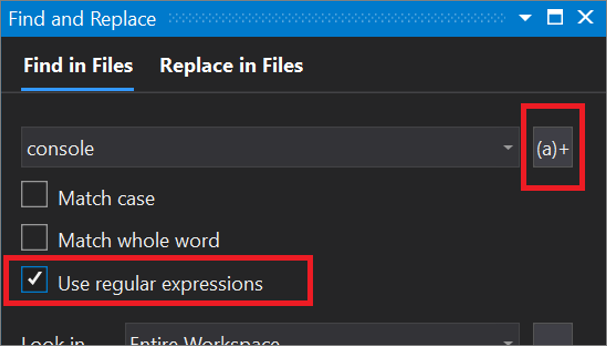 Find and Replace
Find in Files Replace in Files
console (a)+
Match case
Match whole word
Use regular expressions
Look in Entire Workspace